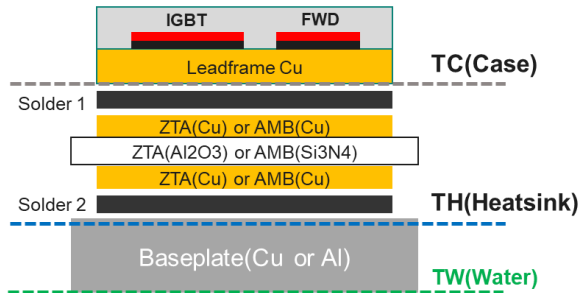 IGBT FWD
Leadframe Cu
TC(Case)
Solder 1
ZTA(Cu) or AMB(Cu)
ZTA(Al2O3) or AMB(Si3N4)
ZTA(Cu) or AMB(Cu)
Solder 2
TH(Heatsink)
Baseplate(Cu or Al)
TW(Water)